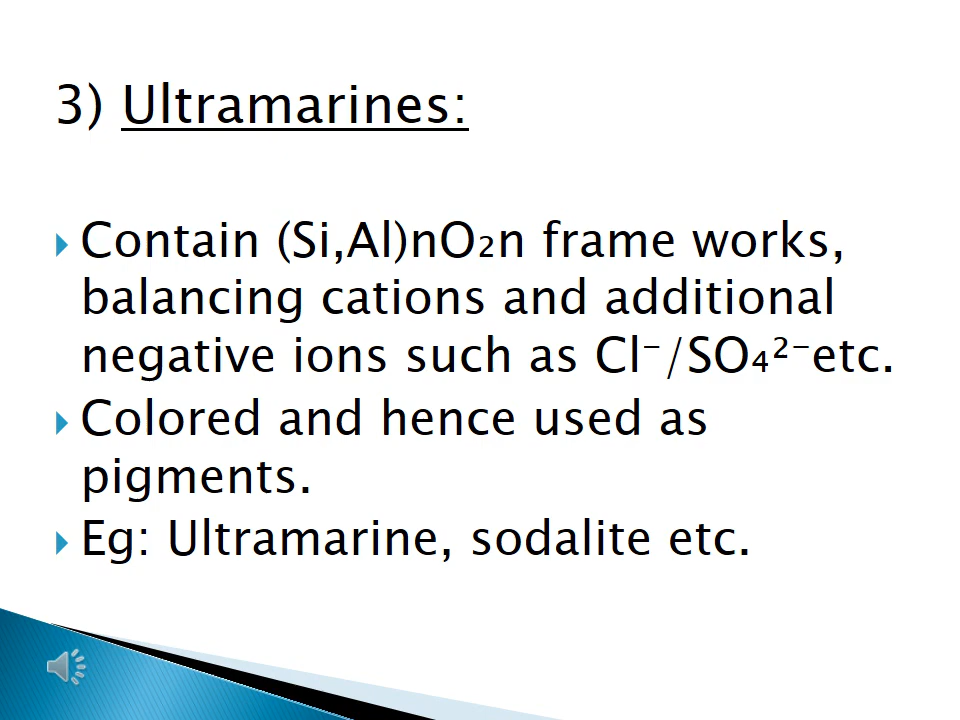 3) Ultramarines:
Contain (Si,Al)nO₂n frame works,
balancing cations and additional
negative ions such as Cl⁻/SO₄²⁻etc.
Colored and hence used as
pigments.
Eg: Ultramarine, sodalite etc.